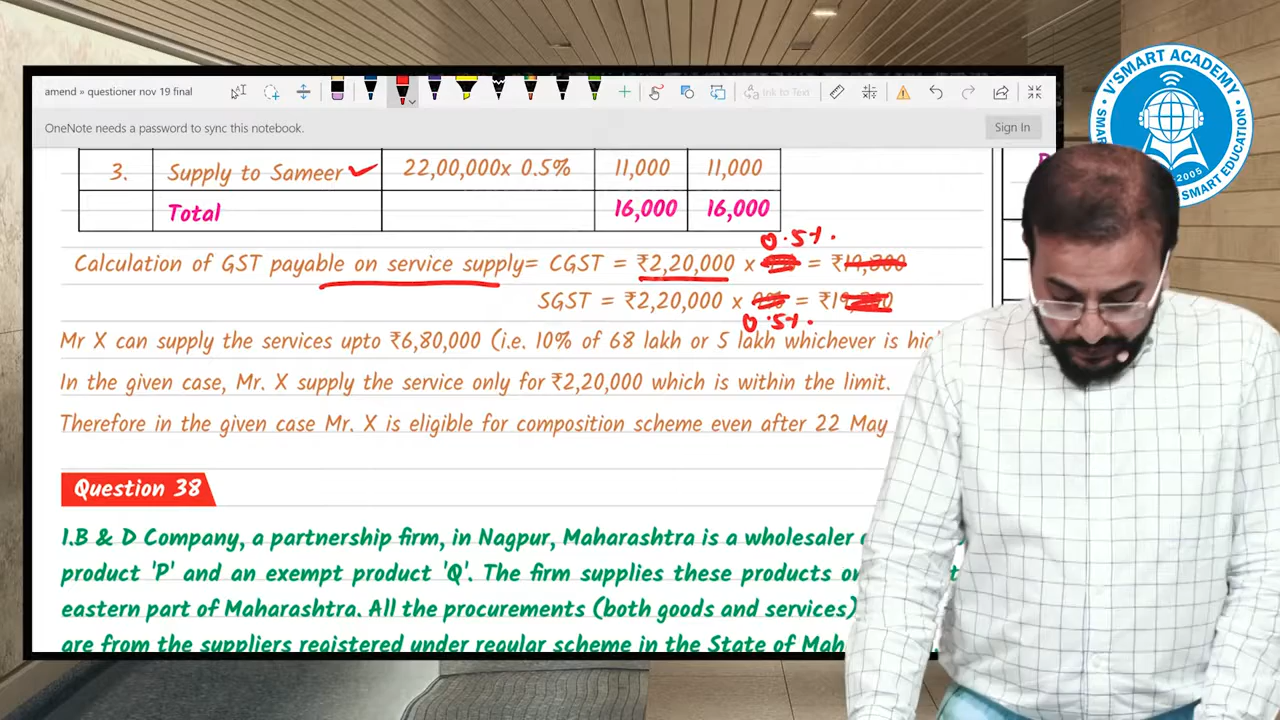 V'SMART ACADEMY
SMART EDUCATION
2005
amend » questioner nov 19 final
Ink to Text
OneNote needs a password to sync this notebook.
Sign In
3. Supply to Sameer 22,00,000x 0.5% 11,000 11,000
Total 16,000 16,000
0.5%.
Calculation of GST payable on service supply= CGST = ₹2,20,000 x = ₹19,800
SGST = ₹2,20,000 x = ₹1
0.5%.
Mr X can supply the services upto ₹6,80,000 (i.e. 10% of 68 lakh or 5 lakh whichever is
In the given case, Mr. X supply the service only for ₹2,20,000 which is within the limit.
Therefore in the given case Mr. X is eligible for composition scheme even after 22 May
Question 38
1.B & D Company, a partnership firm, in Nagpur, Maharashtra is a wholesaler
product 'P' and an exempt product 'Q'. The firm supplies these products
eastern part of Maharashtra. All the procurements (both goods and services)
are from the suppliers registered under regular scheme in the State of Mah